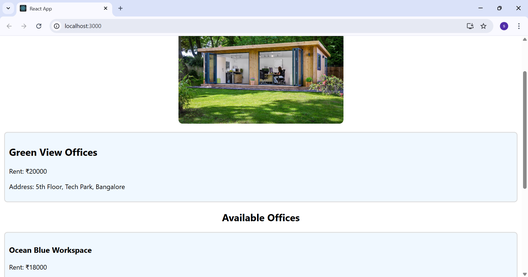 React App
localhost:3000
Green View Offices
Rent: ₹20000
Address: 5th Floor, Tech Park, Bangalore
Available Offices
Ocean Blue Workspace
Rent: ₹18000